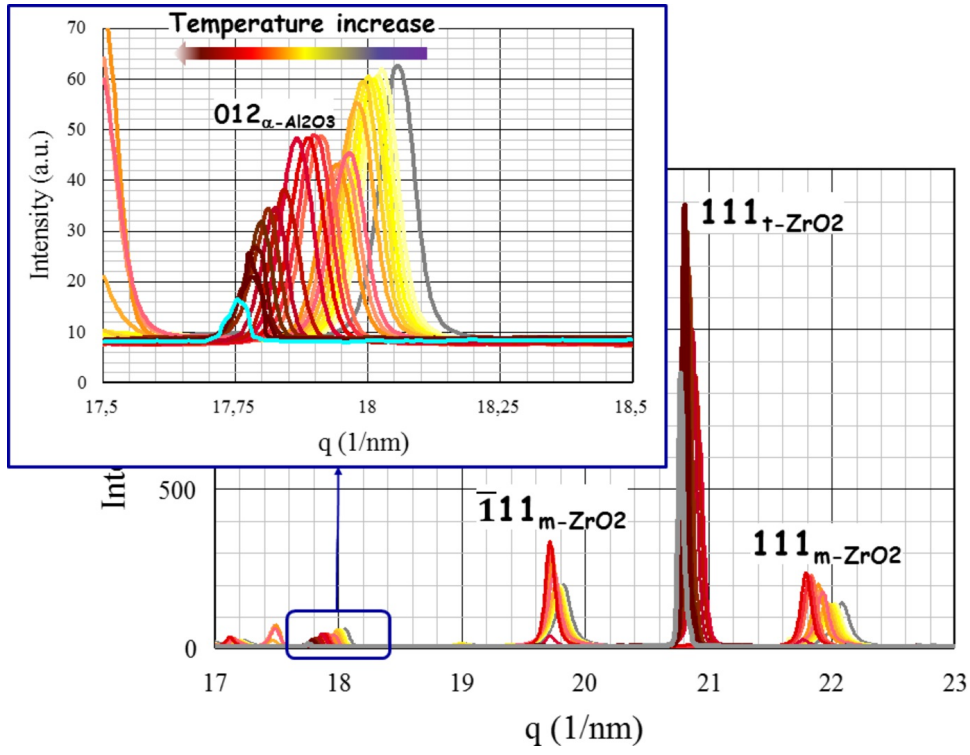 Temperature increase
70
60
50
40
30
20
10
0
Intensity (a.u.)
012α-Al2O3
17,5
17,75
18
18,25
18,5
q (1/nm)
500
0
1̅11m-ZrO2
111t-ZrO2
111m-ZrO2
17
18
19
20
21
22
23
q (1/nm)